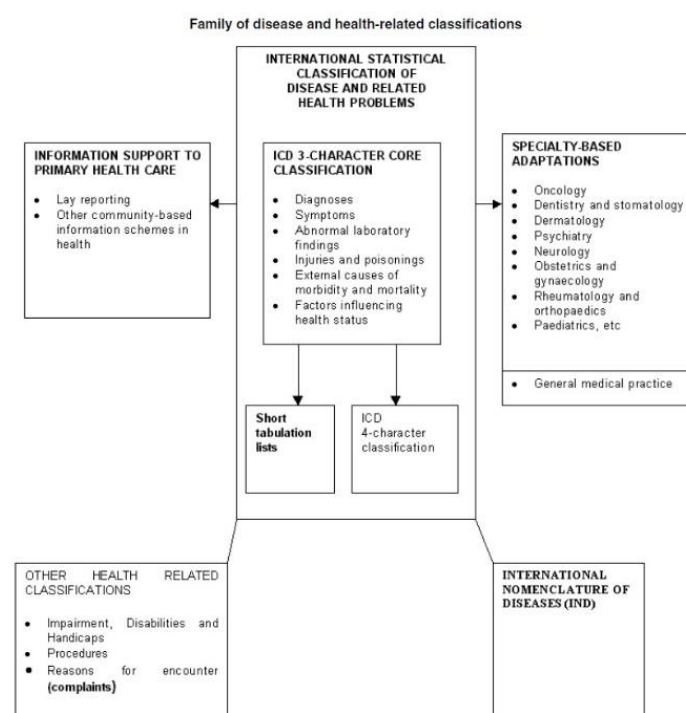 Family of disease and health-related classifications
INTERNATIONAL STATISTICAL
CLASSIFICATION OF
DISEASE AND RELATED
HEALTH PROBLEMS
INFORMATION SUPPORT TO
PRIMARY HEALTH CARE
• Lay reporting
• Other community-based
information schemes in
health
ICD 3-CHARACTER CORE
CLASSIFICATION
• Diagnoses
• Symptoms
• Abnormal laboratory
findings
• Injuries and poisonings
• External causes of
morbidity and mortality
• Factors influencing
health status
SPECIALTY-BASED
ADAPTATIONS
• Oncology
• Dentistry and stomatology
• Dermatology
• Psychiatry
• Neurology
• Obstetrics and
gynaecology
• Rheumatology and
orthopaedics
• Paediatrics, etc
• General medical practice
Short
tabulation
lists
ICD
4-character
classification
OTHER HEALTH RELATED
CLASSIFICATIONS
• Impairment, Disabilities and
Handicaps
• Procedures
• Reasons for encounter
(complaints)
INTERNATIONAL
NOMENCLATURE OF
DISEASES (IND)